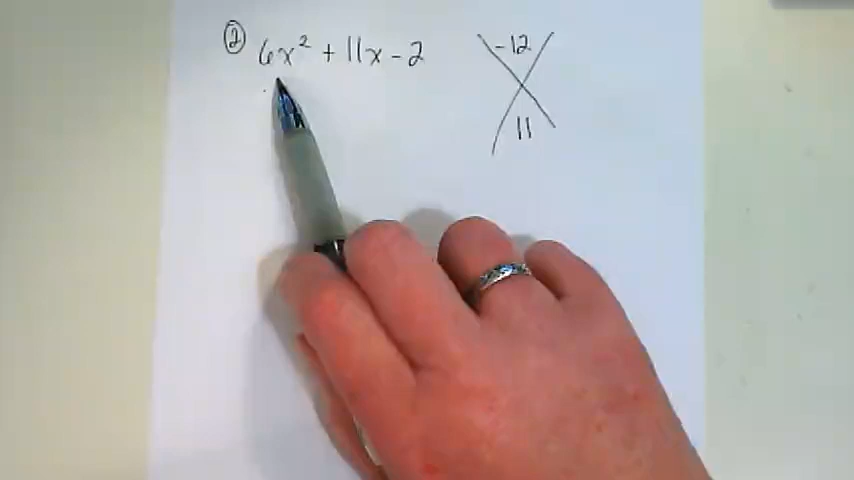 ② 6x² + 11x - 2
-12
11